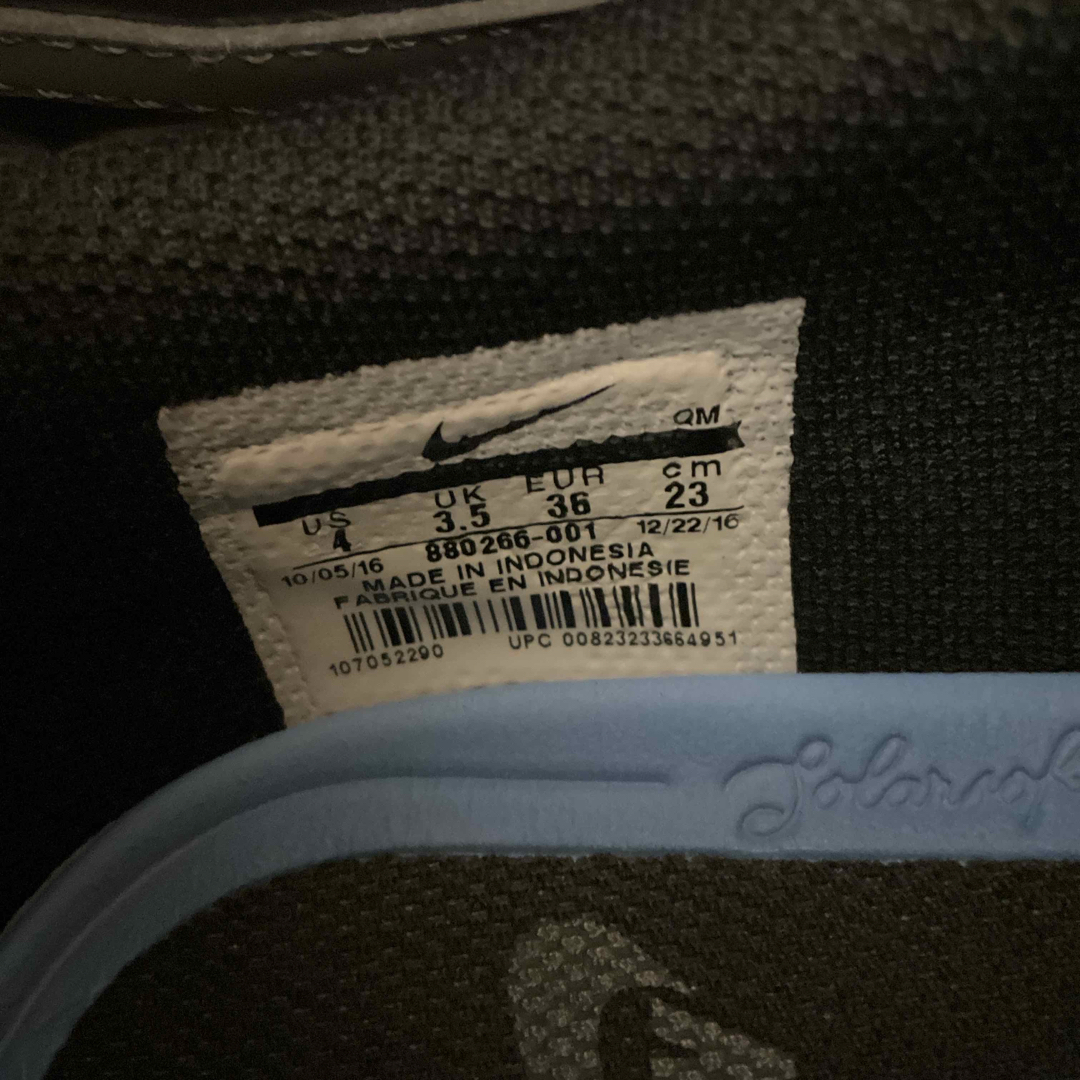 QM
US UK EUR cm
4 3.5 36 23
10/05/16 880266-001 12/22/16
MADE IN INDONESIA
FABRIQUE EN INDONESIE
107052290 UPC 00823233664951